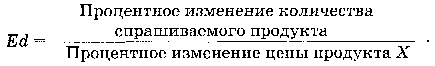 Процентное изменение количества
спрашиваемого продукта
Ed =
Процентное изменение цены продукта X
.